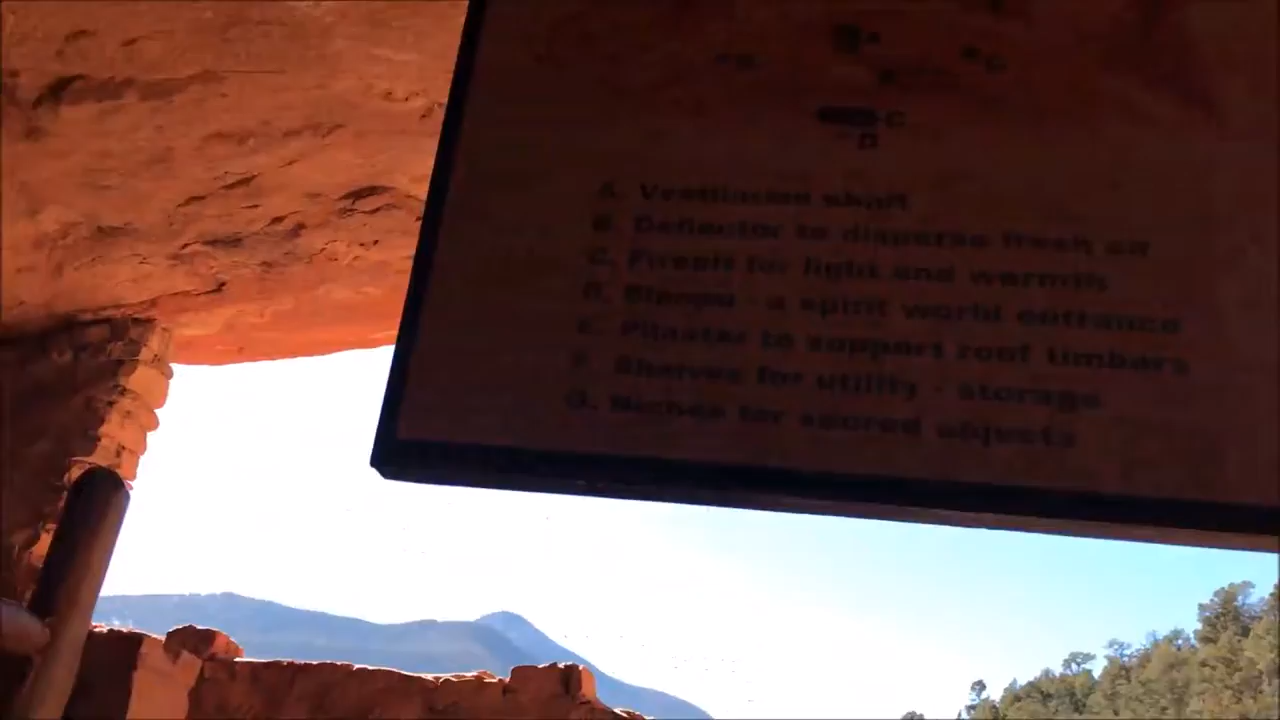 A. Ventilation shaft
B. Deflector to disperse fresh air
C. Firepit for light and warmth
D. Sipapu - a spirit world entrance
E. Pilaster to support roof timbers
F. Shelves for utility - storage
G. Niches for sacred objects